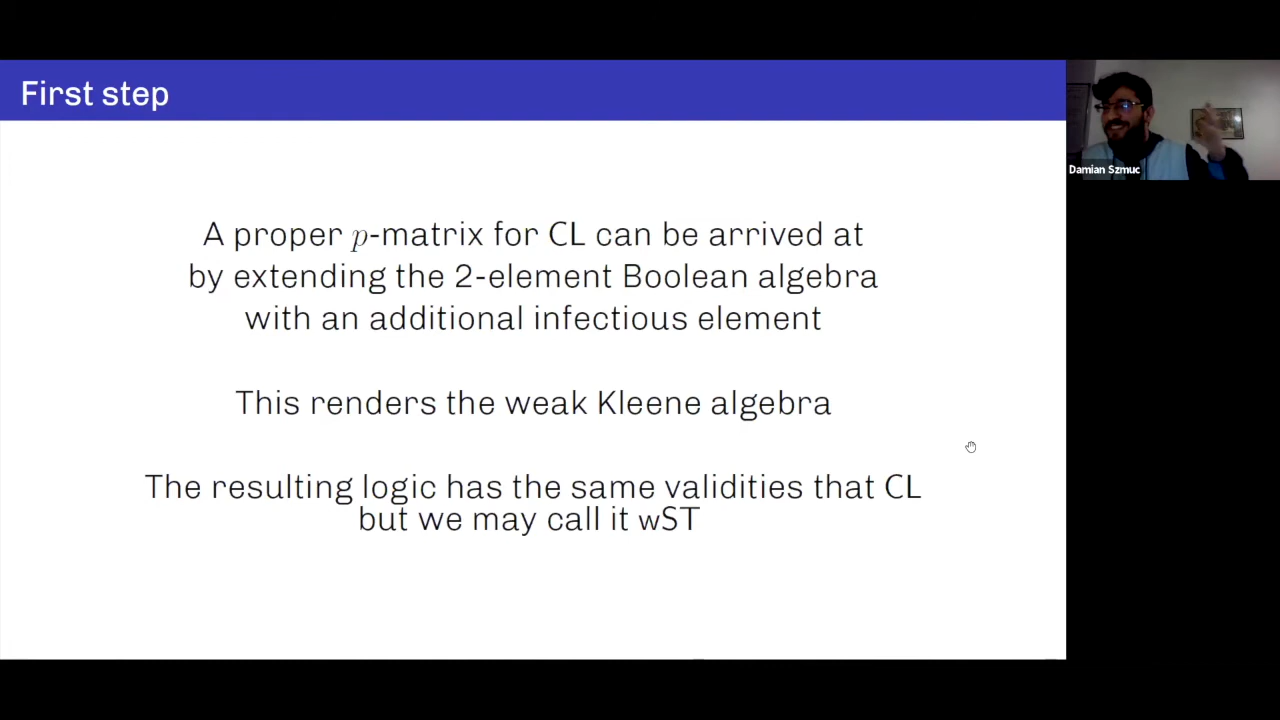 First step
A proper p-matrix for CL can be arrived at
by extending the 2-element Boolean algebra
with an additional infectious element
This renders the weak Kleene algebra
The resulting logic has the same validities that CL
but we may call it wST
Damian Szmuc